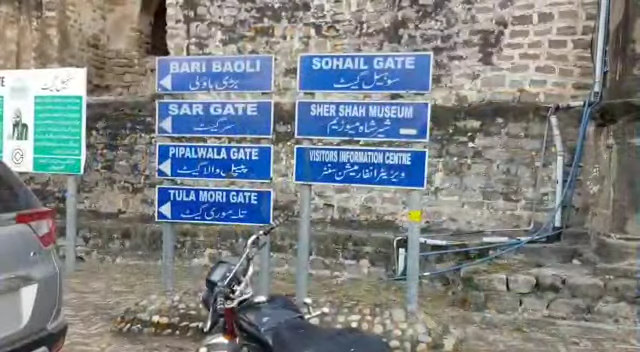 BARI BAOLI
بڑی باؤلی
SAR GATE
سر گیٹ
PIPALWALA GATE
پیپل والا گیٹ
TULA MORI GATE
تلہ موری گیٹ
SOHAIL GATE
سوہیل گیٹ
SHER SHAH MUSEUM
شیر شاہ میوزیم
VISITORS INFORMATION CENTRE
ویزیٹر انفارمیشن سنٹر